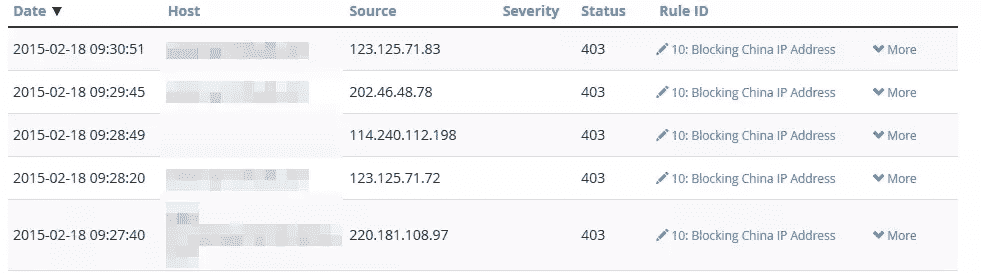 Date ▼ Host Source Severity Status Rule ID
2015-02-18 09:30:51 123.125.71.83 403 10: Blocking China IP Address More
2015-02-18 09:29:45 202.46.48.78 403 10: Blocking China IP Address More
2015-02-18 09:28:49 114.240.112.198 403 10: Blocking China IP Address More
2015-02-18 09:28:20 123.125.71.72 403 10: Blocking China IP Address More
2015-02-18 09:27:40 220.181.108.97 403 10: Blocking China IP Address More